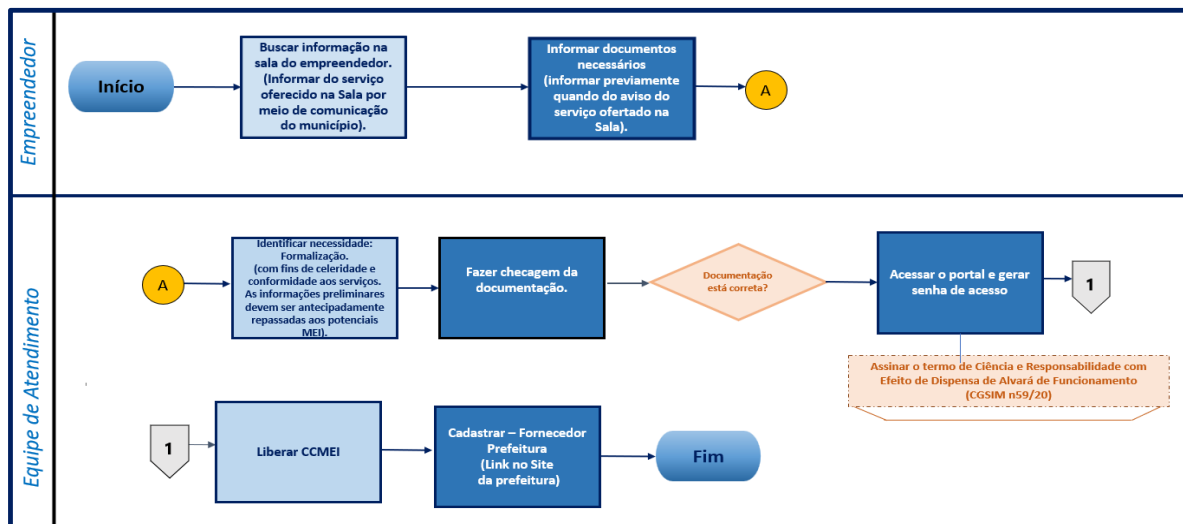 Empreendedor
Início
Buscar informação na
sala do empreendedor.
(Informar do serviço
oferecido na Sala por
meio de comunicação
do município).
Informar documentos
necessários
(informar previamente
quando do aviso do
serviço ofertado na
Sala).
A
Equipe de Atendimento
A
Identificar necessidade:
Formalização.
(com fins de celeridade e
conformidade aos serviços.
As informações preliminares
devem ser antecipadamente
repassadas aos potenciais
MEI).
Fazer checagem da
documentação.
Documentação
está correta?
Acessar o portal e gerar
senha de acesso
1
Assinar o termo de Ciência e Responsabilidade com
Efeito de Dispensa de Alvará de Funcionamento
(CGSIM n59/20)
1
Liberar CCMEI
Cadastrar – Fornecedor
Prefeitura
(Link no Site
da prefeitura)
Fim